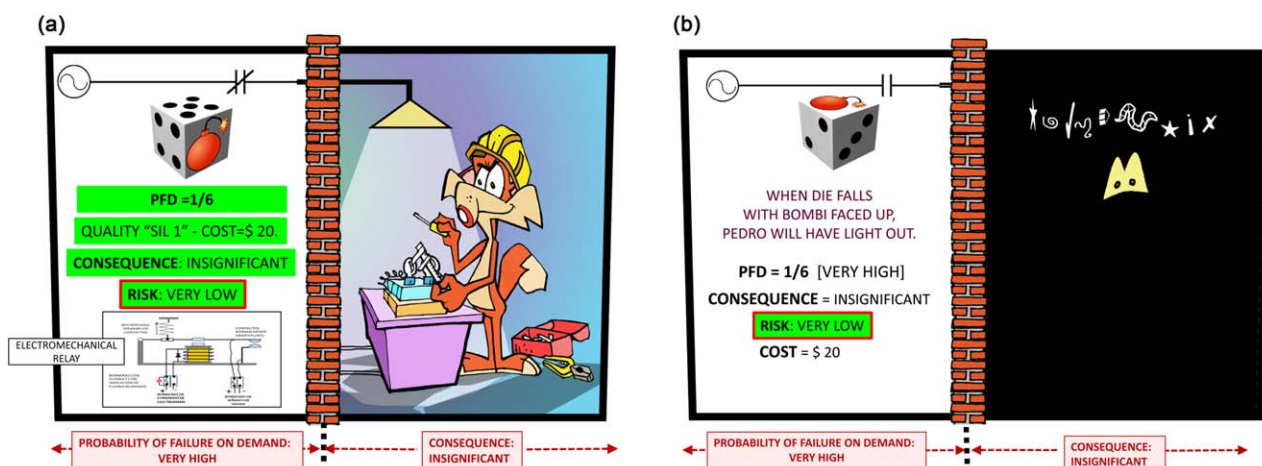 (a)
PFD =1/6
QUALITY “SIL 1” - COST=$ 20.
CONSEQUENCE: INSIGNIFICANT
RISK: VERY LOW
ELECTROMECHANICAL
RELAY
PROBABILITY OF FAILURE ON DEMAND:
VERY HIGH
CONSEQUENCE:
INSIGNIFICANT
(b)
WHEN DIE FALLS
WITH BOMBI FACED UP,
PEDRO WILL HAVE LIGHT OUT.
PFD = 1/6 [VERY HIGH]
CONSEQUENCE = INSIGNIFICANT
RISK: VERY LOW
COST = $ 20
PROBABILITY OF FAILURE ON DEMAND:
VERY HIGH
CONSEQUENCE:
INSIGNIFICANT